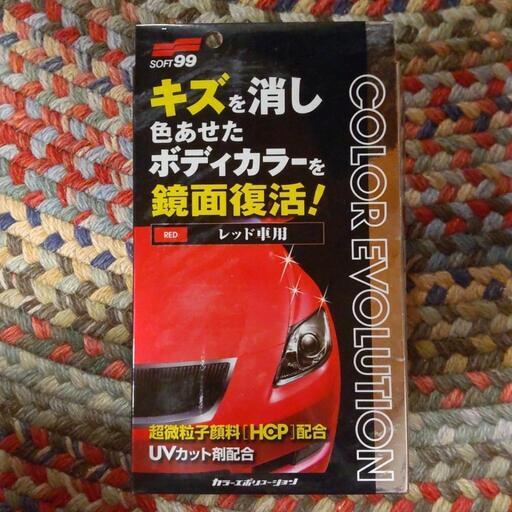 SOFT99
キズを消し
色あせた
ボディカラーを
鏡面復活!
RED レッド車用
COLOR EVOLUTION
超微粒子顔料[HCP]配合
UVカット剤配合
カラーエボリューション